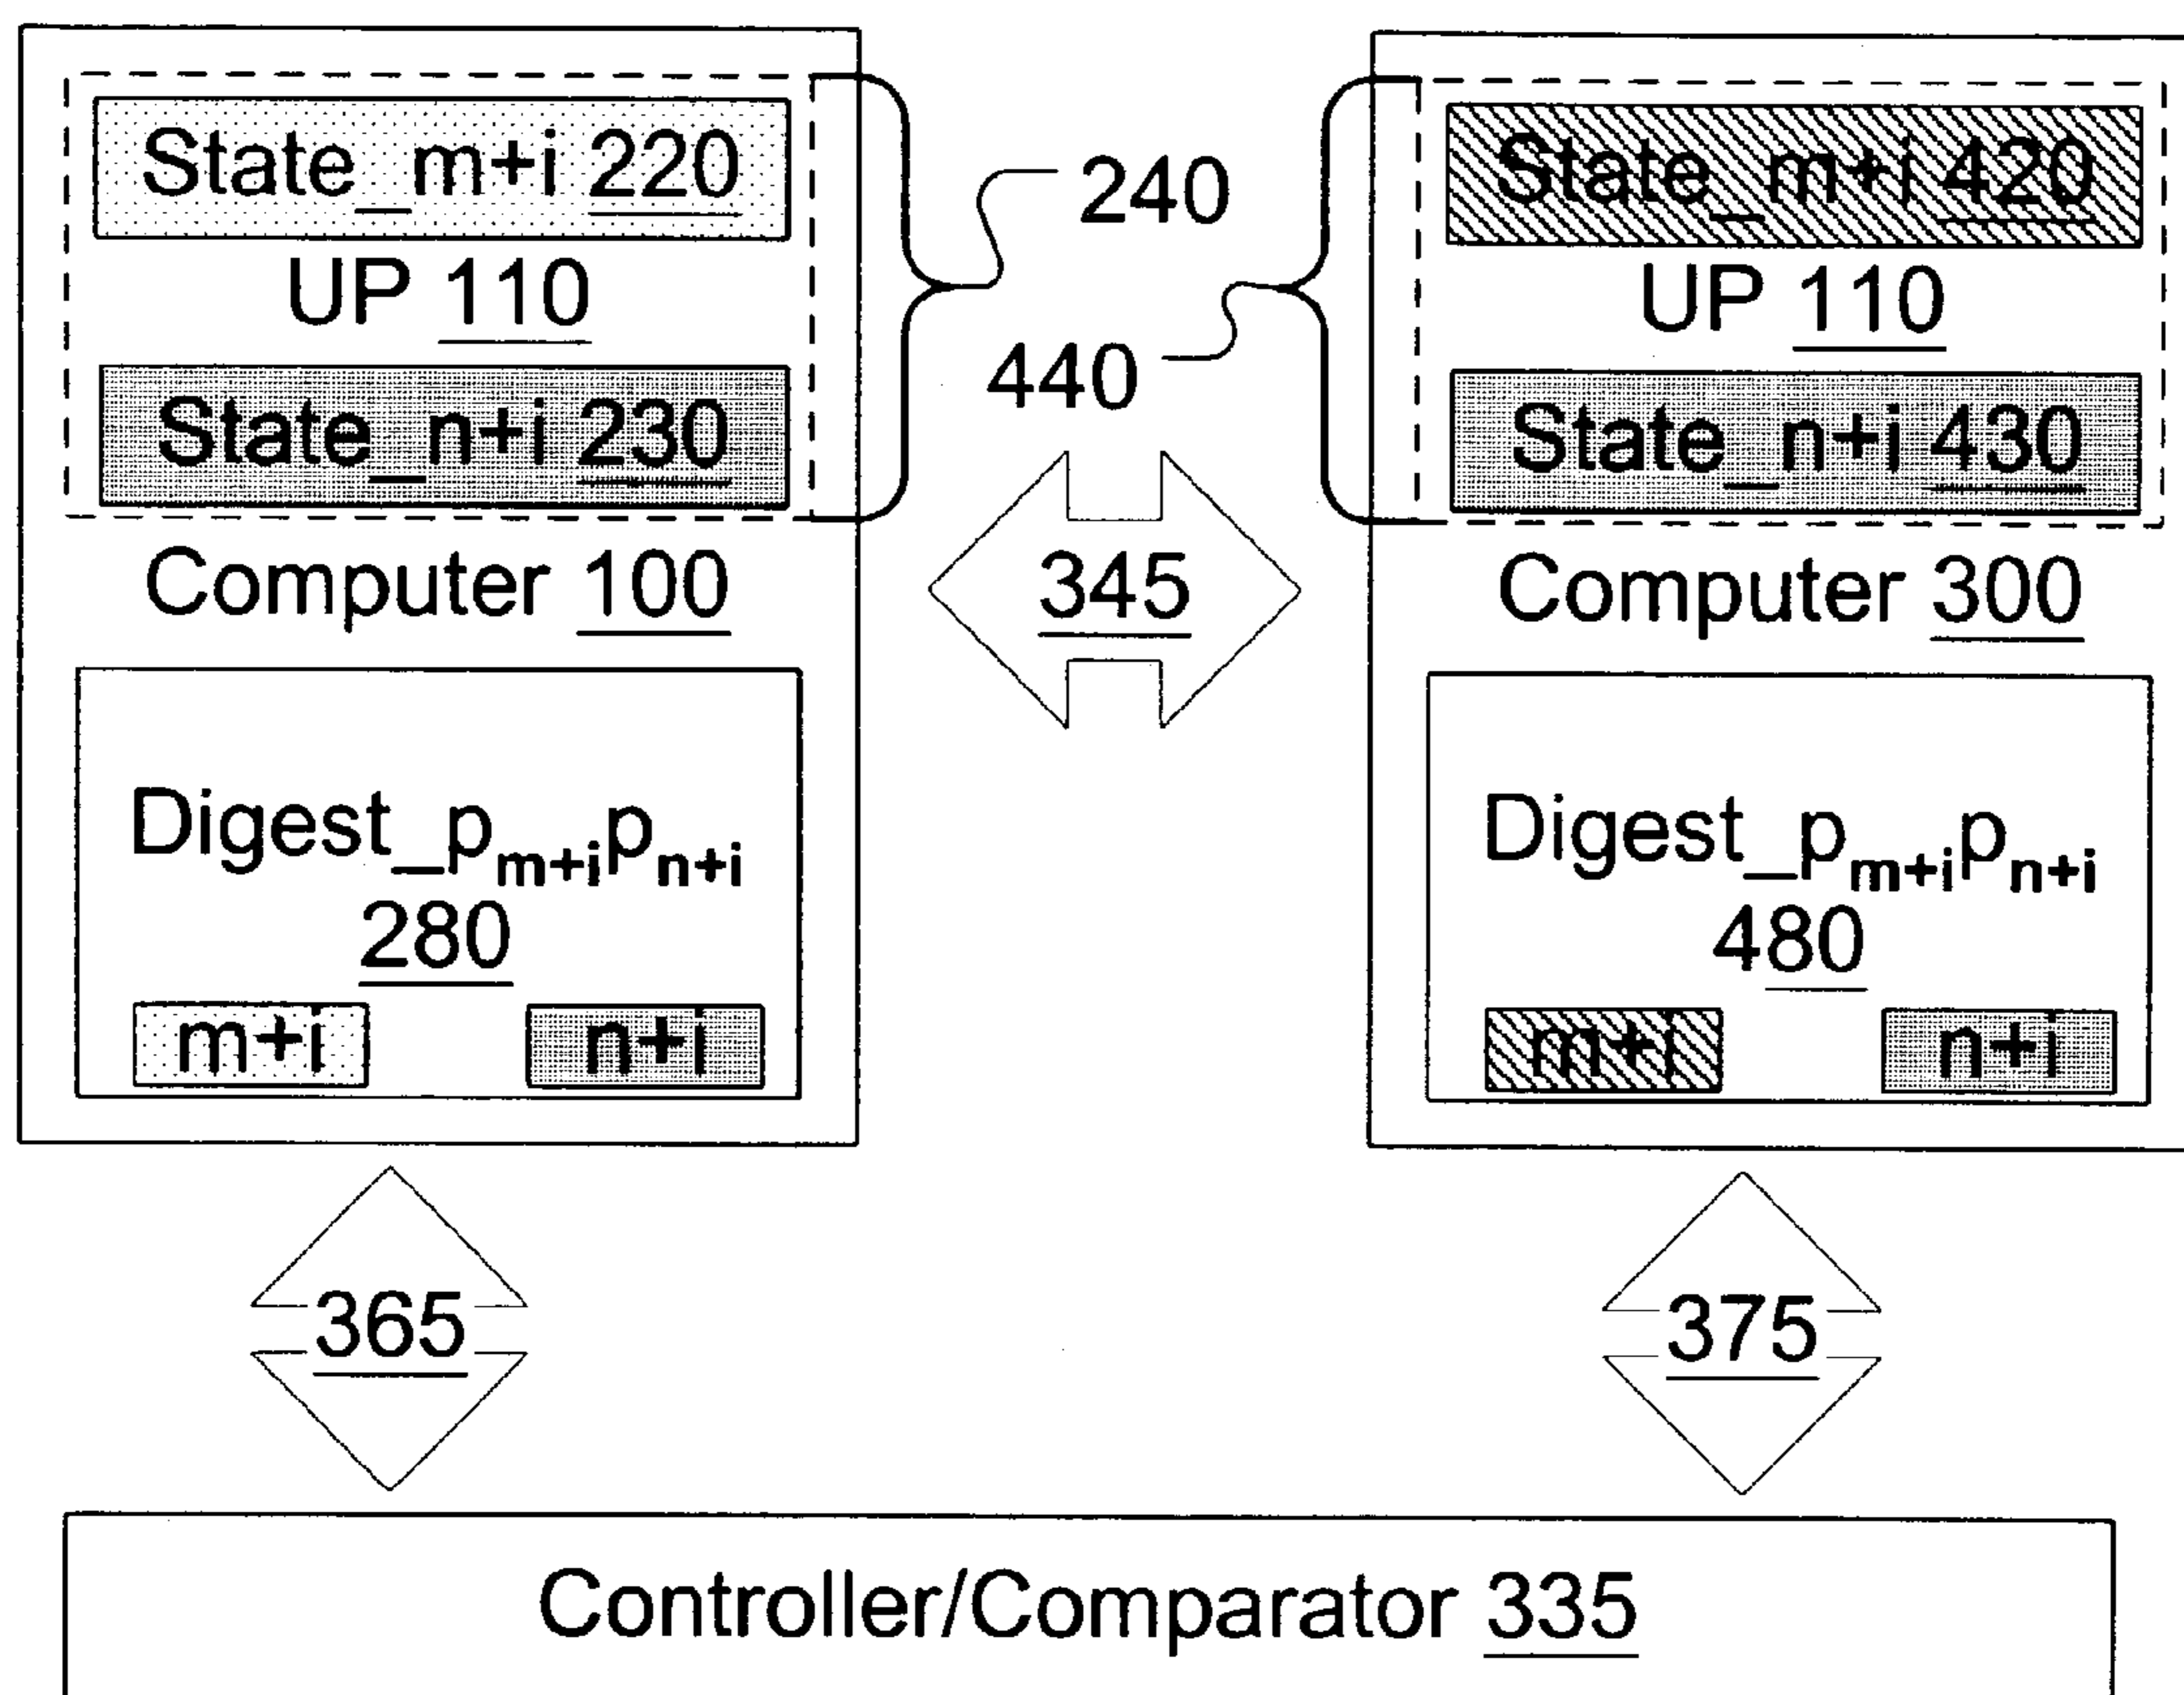 State_m+i 220
UP 110
State_n+i 230
Computer 100
Digest_pm+ipn+i
280
m+i
n+i
240
440
345
State_m+i 420
UP 110
State_n+i 430
Computer 300
Digest_pm+ipn+i
480
m+i
n+i
365
375
Controller/Comparator 335